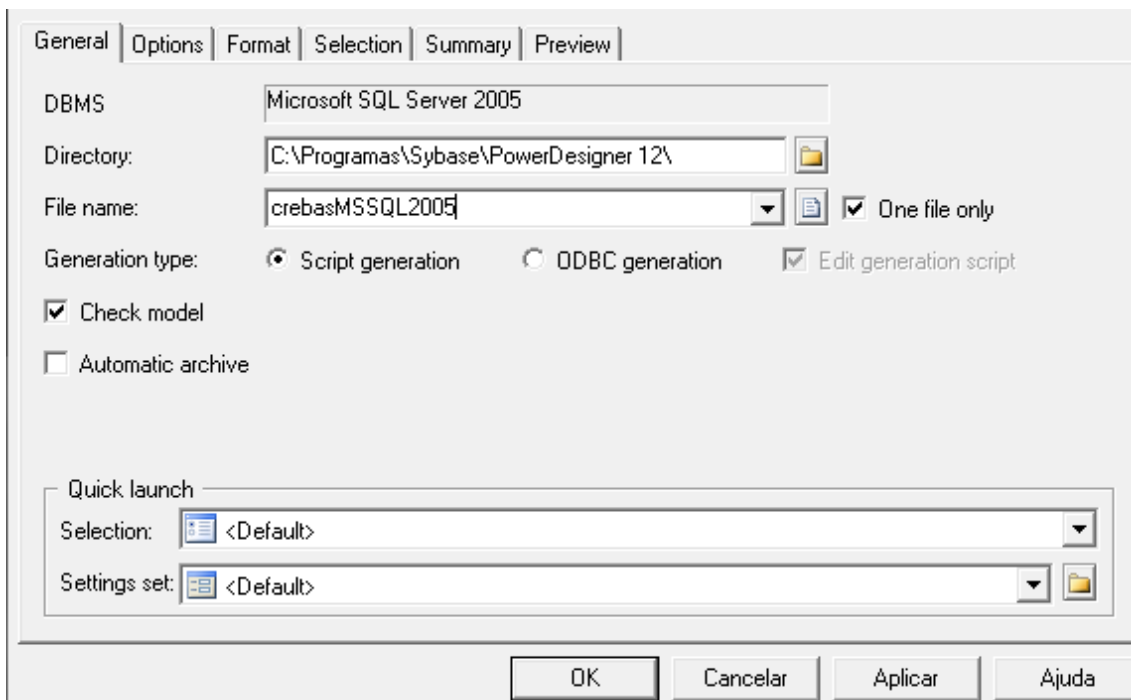 General Options Format Selection Summary Preview
DBMS Microsoft SQL Server 2005
Directory: C:\Programas\Sybase\PowerDesigner 12\
File name: crebasMSSQL2005 One file only
Generation type: Script generation ODBC generation Edit generation script
Check model
Automatic archive
Quick launch
Selection: <Default>
Settings set: <Default>
OK Cancelar Aplicar Ajuda